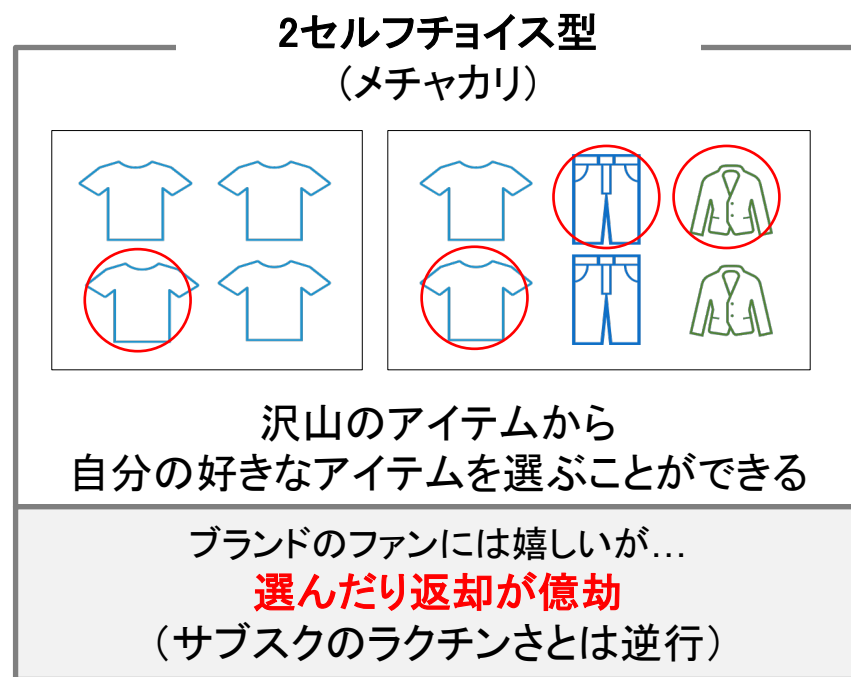 2セルフチョイス型
（メチャカリ）
沢山のアイテムから
自分の好きなアイテムを選ぶことができる
ブランドのファンには嬉しいが…
選んだり返却が億劫
（サブスクのラクチンさとは逆行）